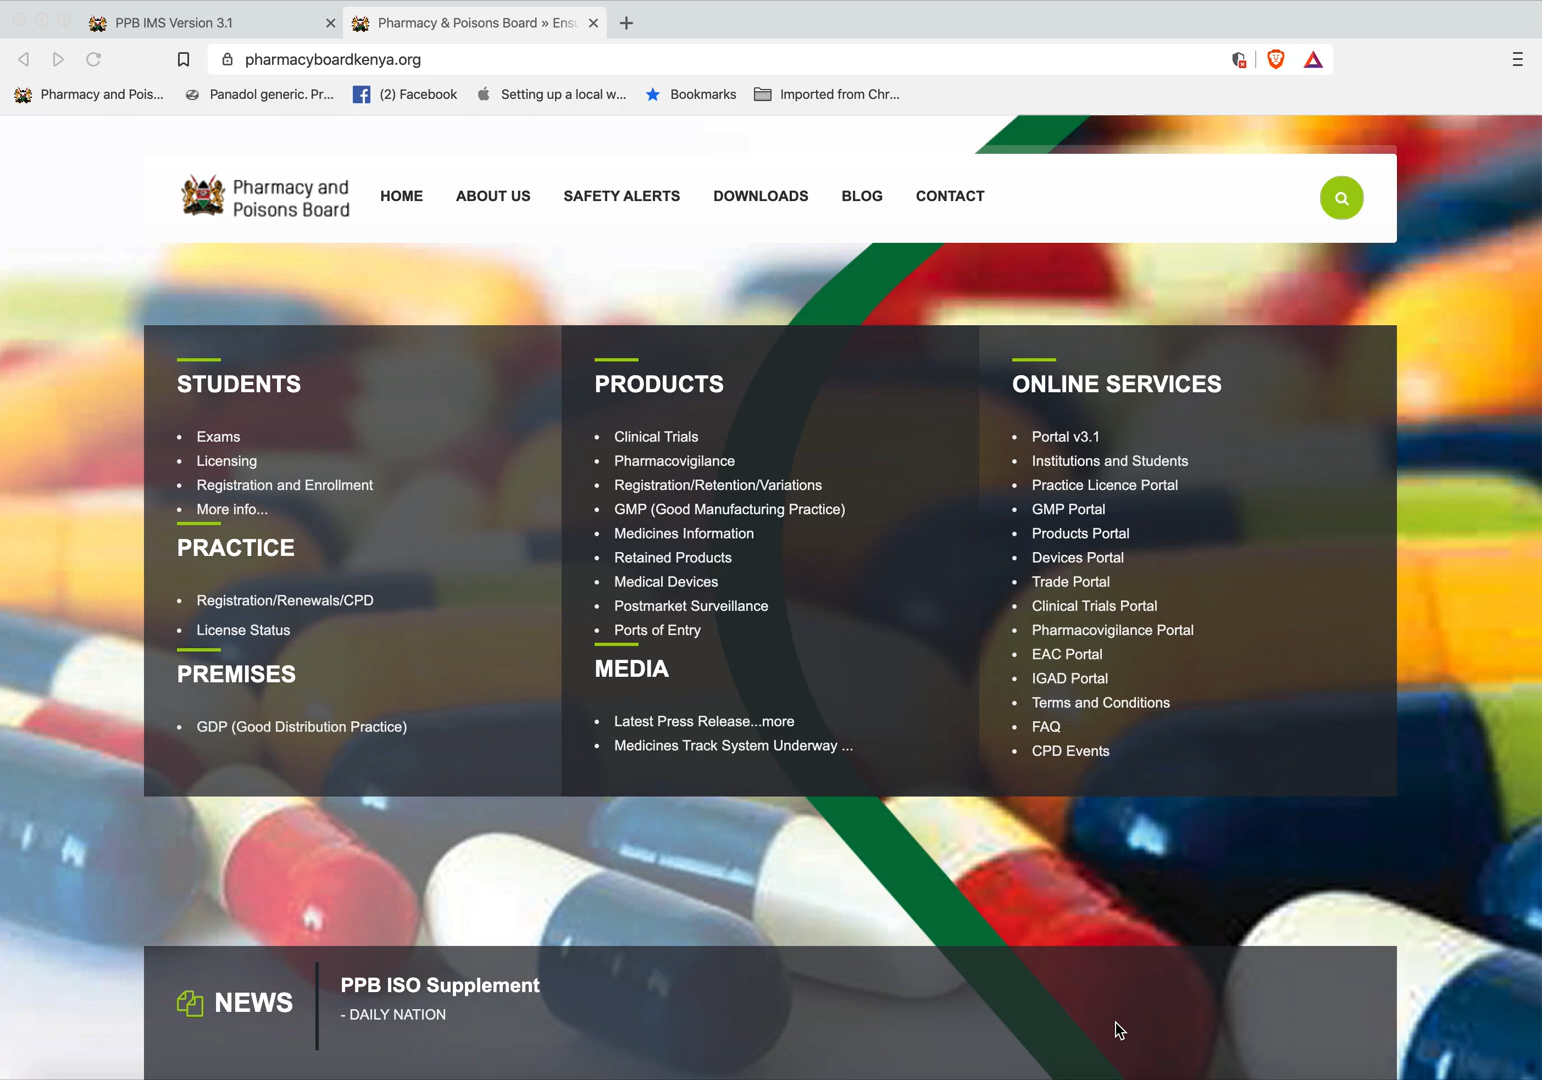 PPB IMS Version 3.1
Pharmacy & Poisons Board » Ensu
pharmacyboardkenya.org
Pharmacy and Pois...
Panadol generic. Pr...
(2) Facebook
Setting up a local w...
Bookmarks
Imported from Chr...
Pharmacy and
Poisons Board
HOME
ABOUT US
SAFETY ALERTS
DOWNLOADS
BLOG
CONTACT
STUDENTS
Exams
Licensing
Registration and Enrollment
More info...
PRACTICE
Registration/Renewals/CPD
License Status
PREMISES
GDP (Good Distribution Practice)
PRODUCTS
Clinical Trials
Pharmacovigilance
Registration/Retention/Variations
GMP (Good Manufacturing Practice)
Medicines Information
Retained Products
Medical Devices
Postmarket Surveillance
Ports of Entry
MEDIA
Latest Press Release...more
Medicines Track System Underway ...
ONLINE SERVICES
Portal v3.1
Institutions and Students
Practice Licence Portal
GMP Portal
Products Portal
Devices Portal
Trade Portal
Clinical Trials Portal
Pharmacovigilance Portal
EAC Portal
IGAD Portal
Terms and Conditions
FAQ
CPD Events
NEWS
PPB ISO Supplement
- DAILY NATION